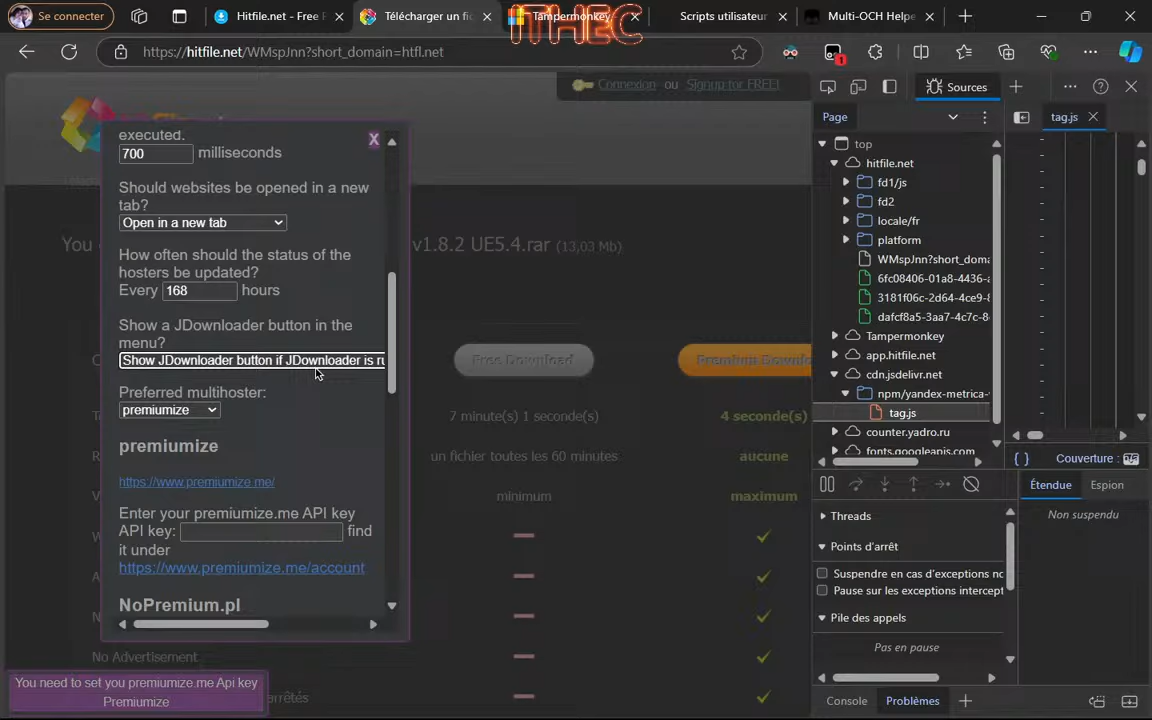 Se connecter
Hitfile.net - Free F
Télécharger un fic
Tampermonkey
Scripts utilisateur
Multi-OCH Helpe
ITHEC
https://hitfile.net/WMspJnn?short_domain=htfl.net
1
Connexion ou Signup for FREE!
Sources
Page
tag.js
top
hitfile.net
fd1/js
fd2
locale/fr
platform
WMspJnn?short_doma
6fc08406-01a8-4436-a
3181f06c-2d64-4ce9-8
dafcf8a5-3aa7-4c7c-8
Tampermonkey
app.hitfile.net
cdn.jsdelivr.net
npm/yandex-metrica-
tag.js
counter.yadro.ru
fonts.googleapis.com
{ }
Couverture :
executed.
X
700 milliseconds
Should websites be opened in a new
tab?
Open in a new tab
How often should the status of the
hosters be updated?
Every 168 hours
Show a JDownloader button in the
menu?
Show JDownloader button if JDownloader is ru
Preferred multihoster:
premiumize
premiumize
https://www.premiumize.me/
Enter your premiumize.me API key
API key: find
it under
https://www.premiumize.me/account
NoPremium.pl
You
v1.8.2 UE5.4.rar (13,03 Mb)
Free Download
Premium Downlo
7 minute(s) 1 seconde(s)
4 seconde(s)
un fichier toutes les 60 minutes
aucune
minimum
maximum
No Advertisement
arrêtés
You need to set you premiumize.me Api key
Premiumize
Étendue
Espion
Non suspendu
Threads
Points d'arrêt
Suspendre en cas d'exceptions no
Pause sur les exceptions intercept
Pile des appels
Pas en pause
Console
Problèmes